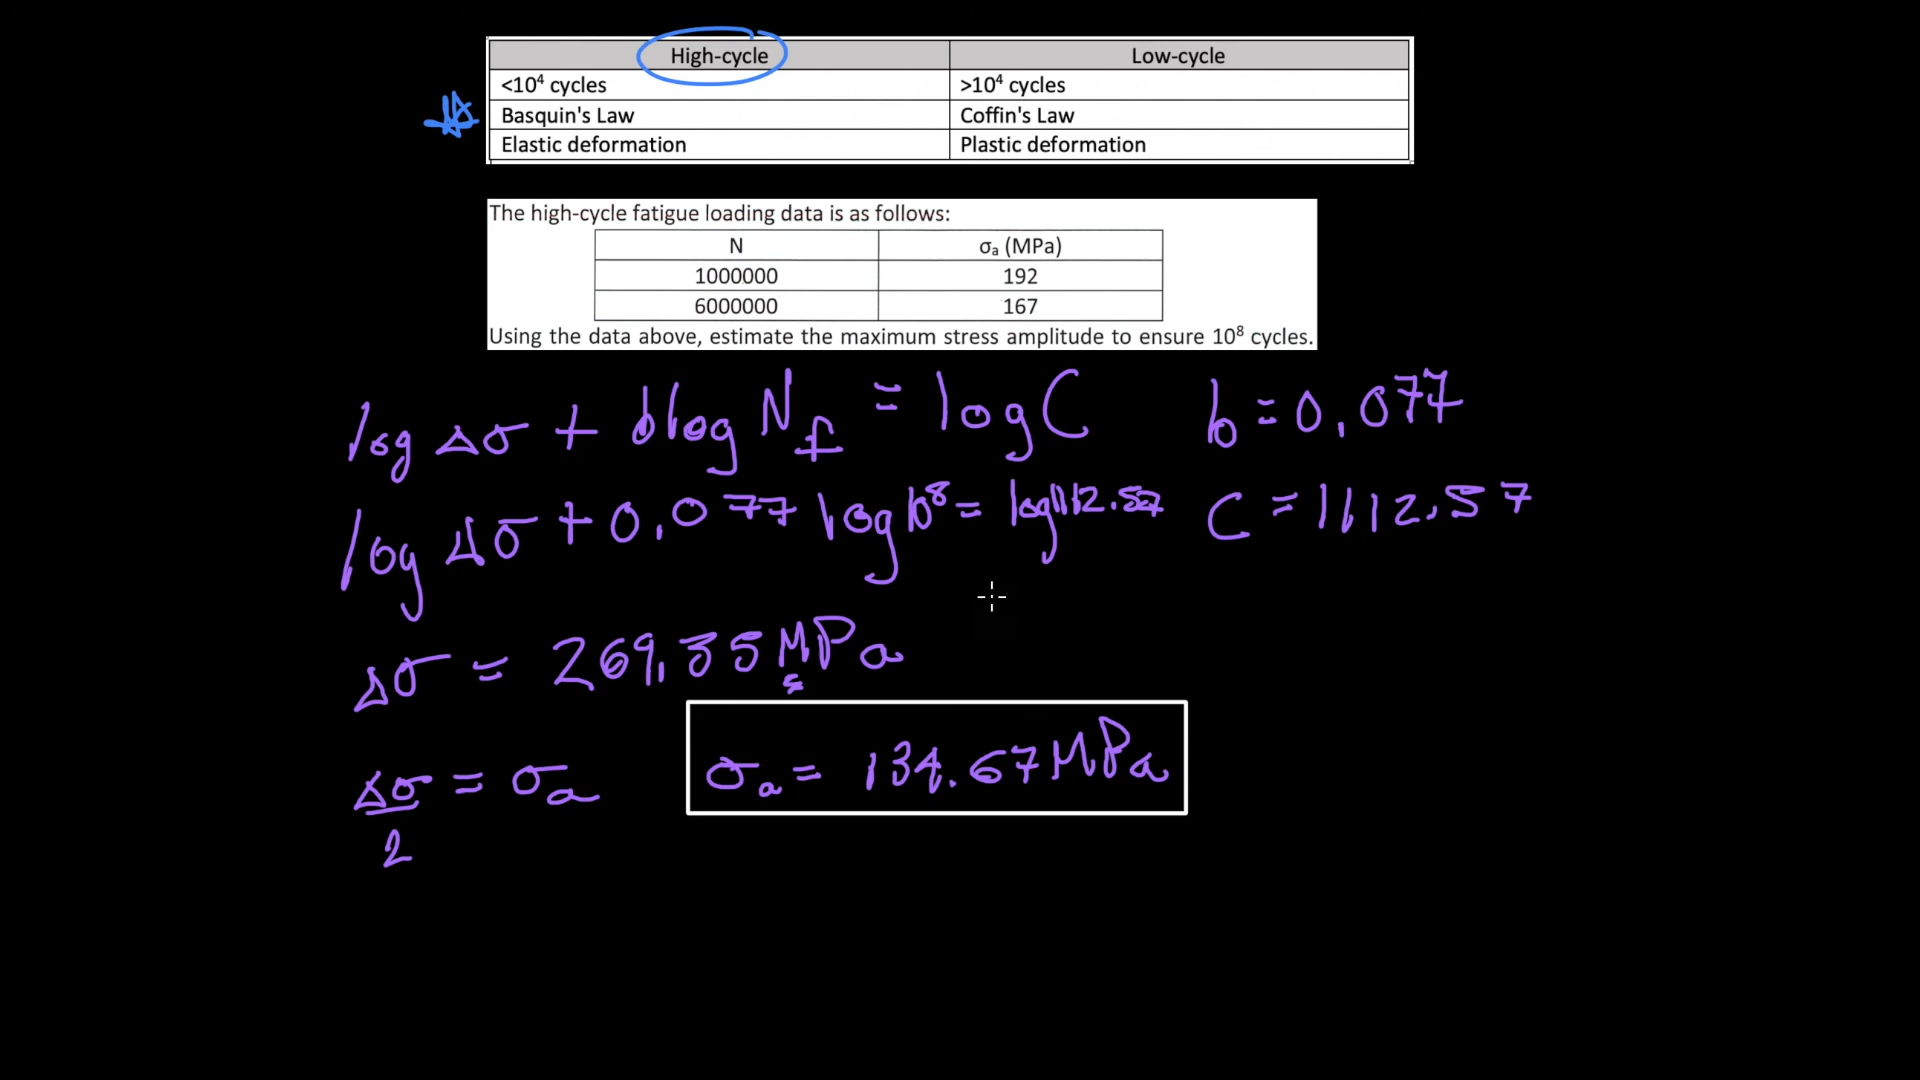 High-cycle Low-cycle
<10⁴ cycles >10⁴ cycles
Basquin's Law Coffin's Law
Elastic deformation Plastic deformation
The high-cycle fatigue loading data is as follows:
N σₐ (MPa)
1000000 192
6000000 167
Using the data above, estimate the maximum stress amplitude to ensure 10⁸ cycles.
log Δσ + blog N_f = log C b = 0,077
log Δσ + 0,077 log 10⁸ = log 1112.57 C = 1112,57
Δσ = 269,35 MPa
Δσ/2 = σₐ σₐ = 134.67 MPa